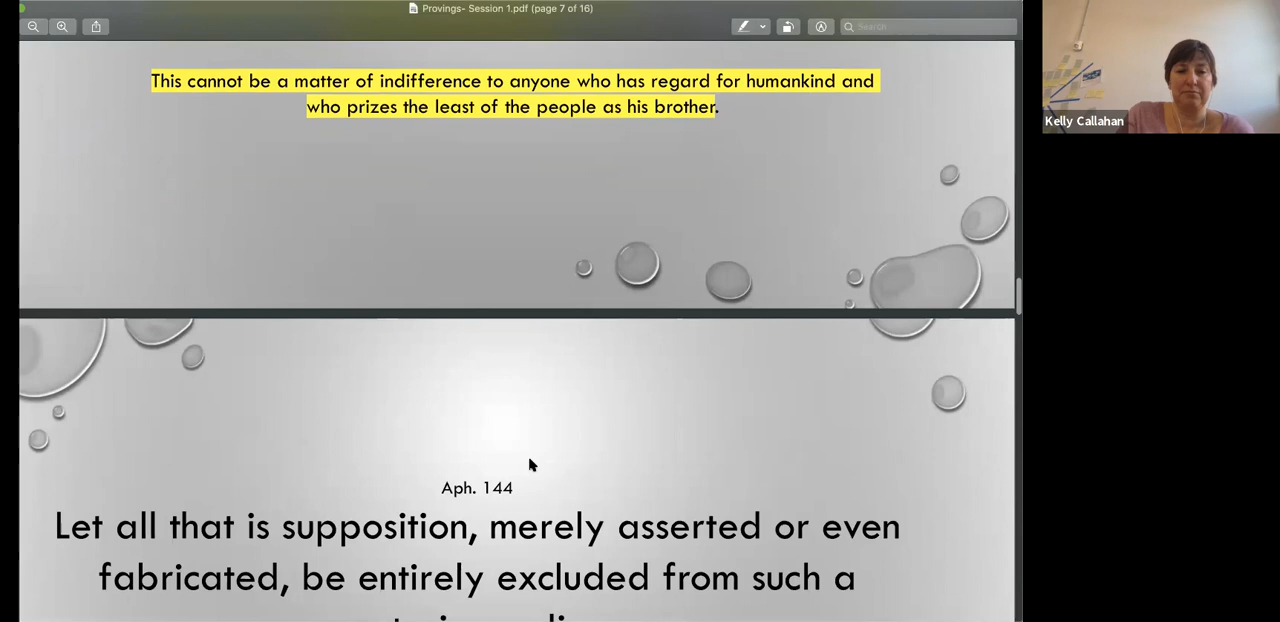 Provings- Session 1.pdf (page 7 of 16)
Search
This cannot be a matter of indifference to anyone who has regard for humankind and
who prizes the least of the people as his brother.
Kelly Callahan
Aph. 144
Let all that is supposition, merely asserted or even
fabricated, be entirely excluded from such a